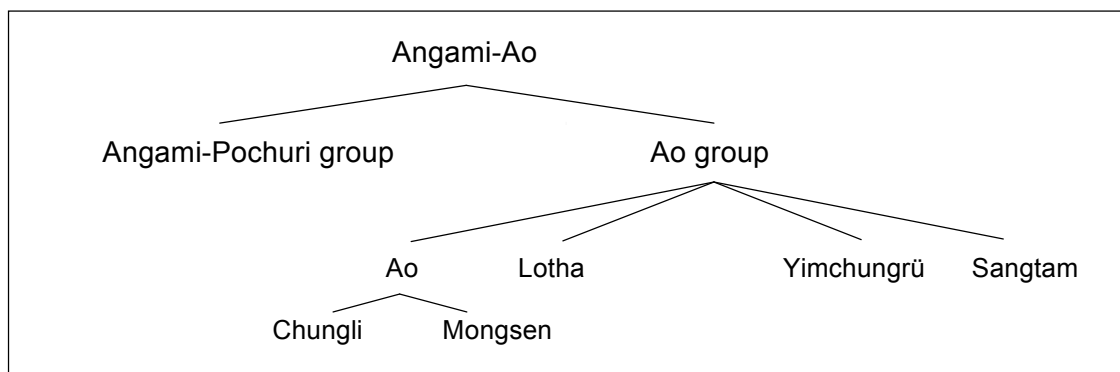 Angami-Ao
Angami-Pochuri group Ao group
Ao Lotha Yimchungrü Sangtam
Chungli Mongsen